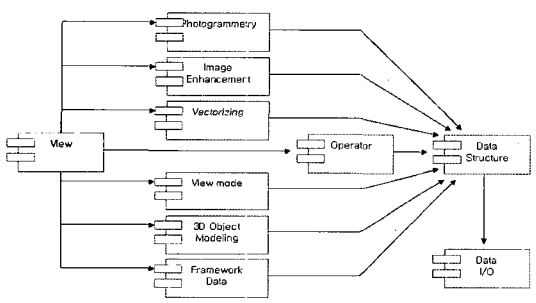 Photogrammetry
Image
Enhancement
Vectorizing
View
Operator
Data
Structure
View mode
3D Object
Modeling
Framework
Data
Data
I/O